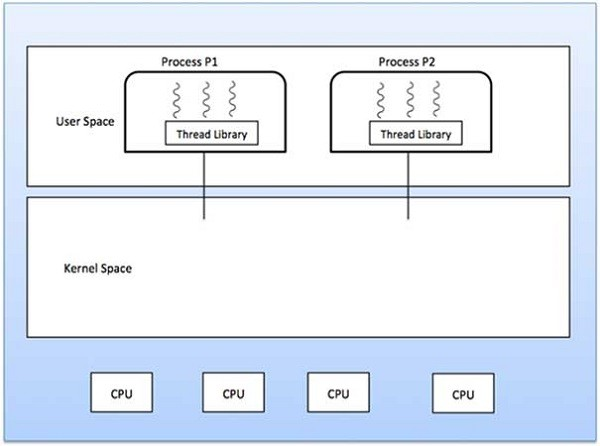 Process P1
Process P2
User Space
Thread Library
Thread Library
Kernel Space
CPU
CPU
CPU
CPU